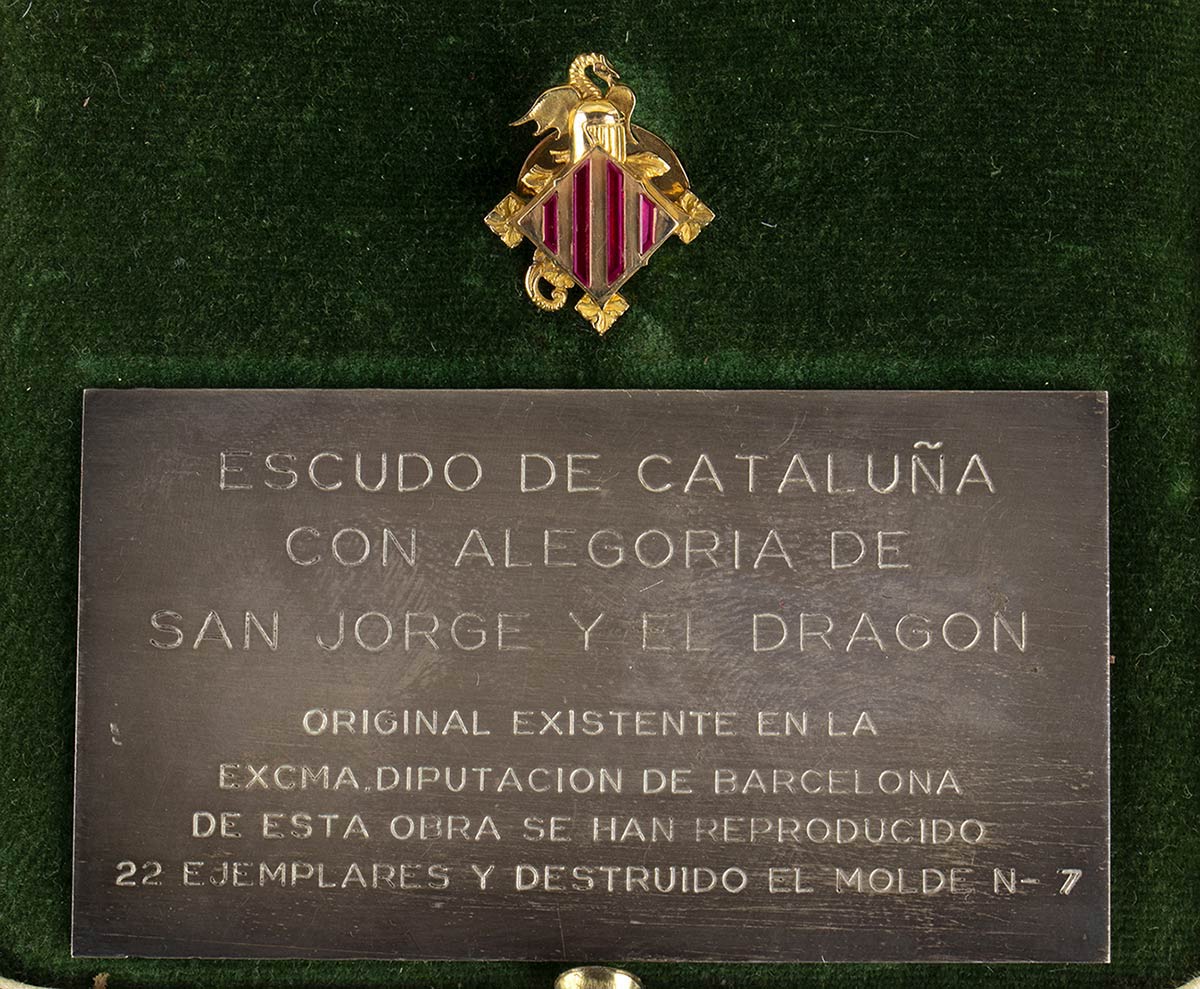 ESCUDO DE CATALUÑA
CON ALEGORIA DE
SAN JORGE Y EL DRAGON
ORIGINAL EXISTENTE EN LA
EXCMA. DIPUTACION DE BARCELONA
DE ESTA OBRA SE HAN REPRODUCIDO
22 EJEMPLARES Y DESTRUIDO EL MOLDE N- 7